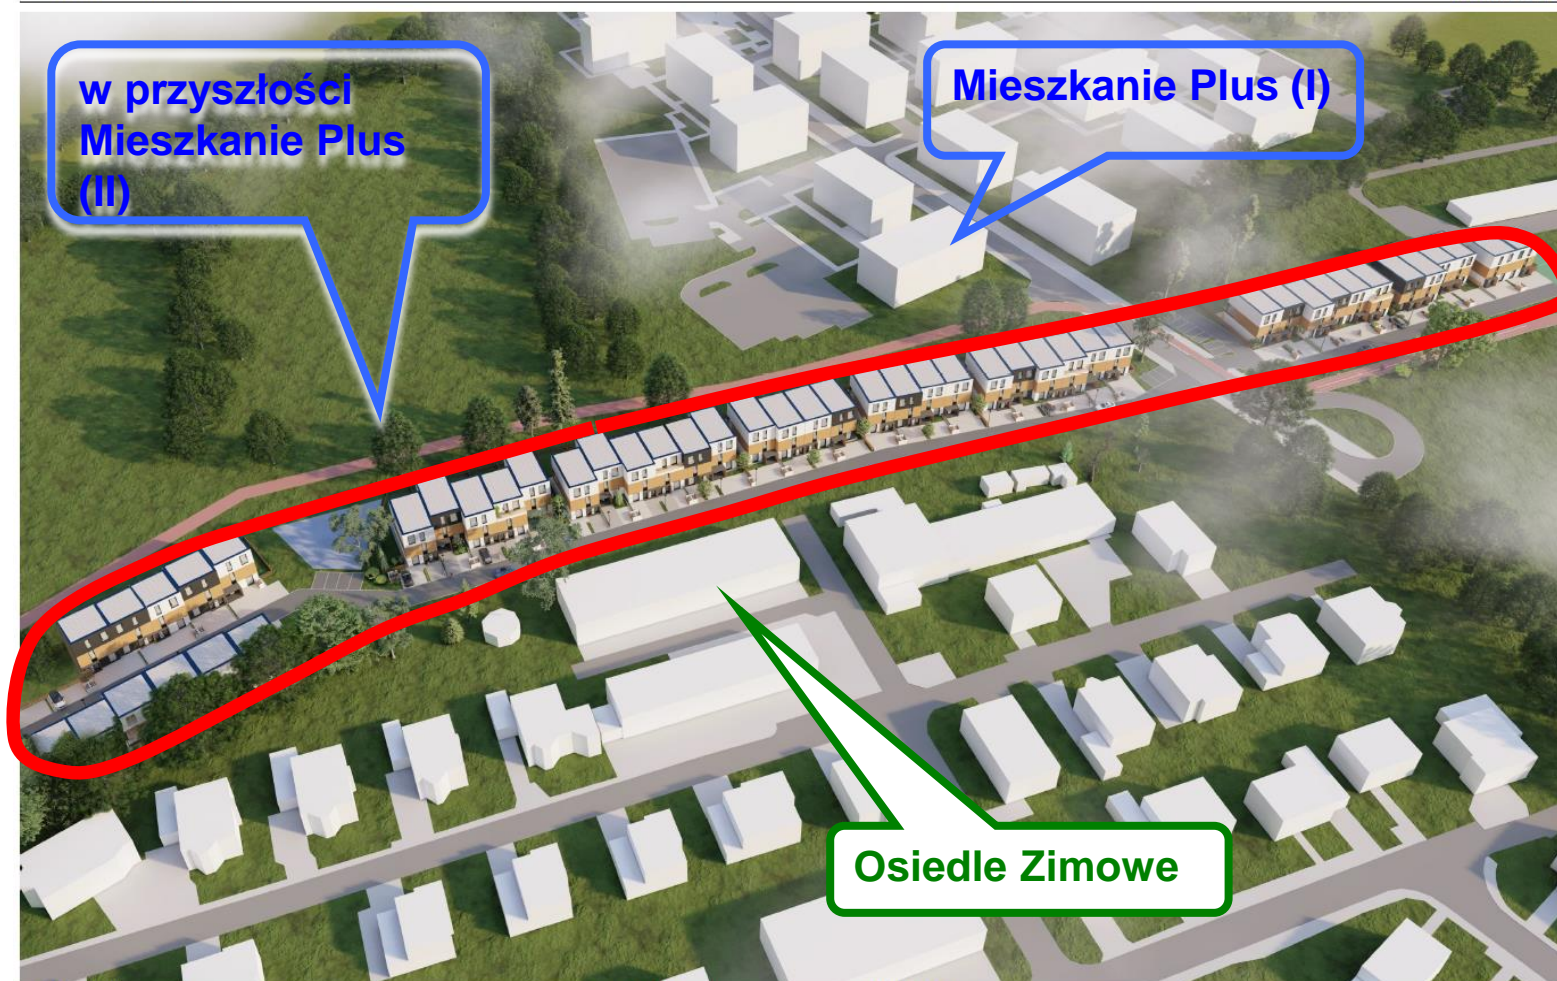 w przyszłości
Mieszkanie Plus
(II)
Mieszkanie Plus (I)
Osiedle Zimowe